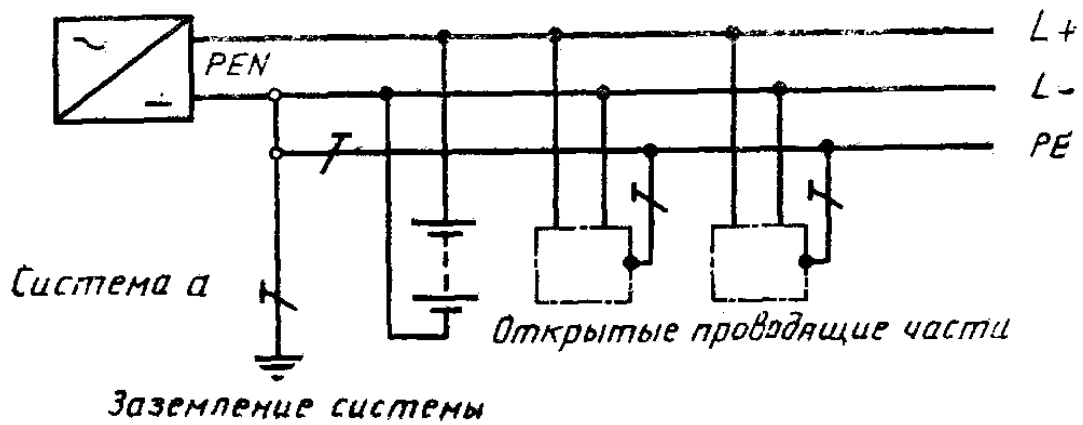 L+
PEN
L-
PE
Система а
Открытые проводящие части
Заземление системы